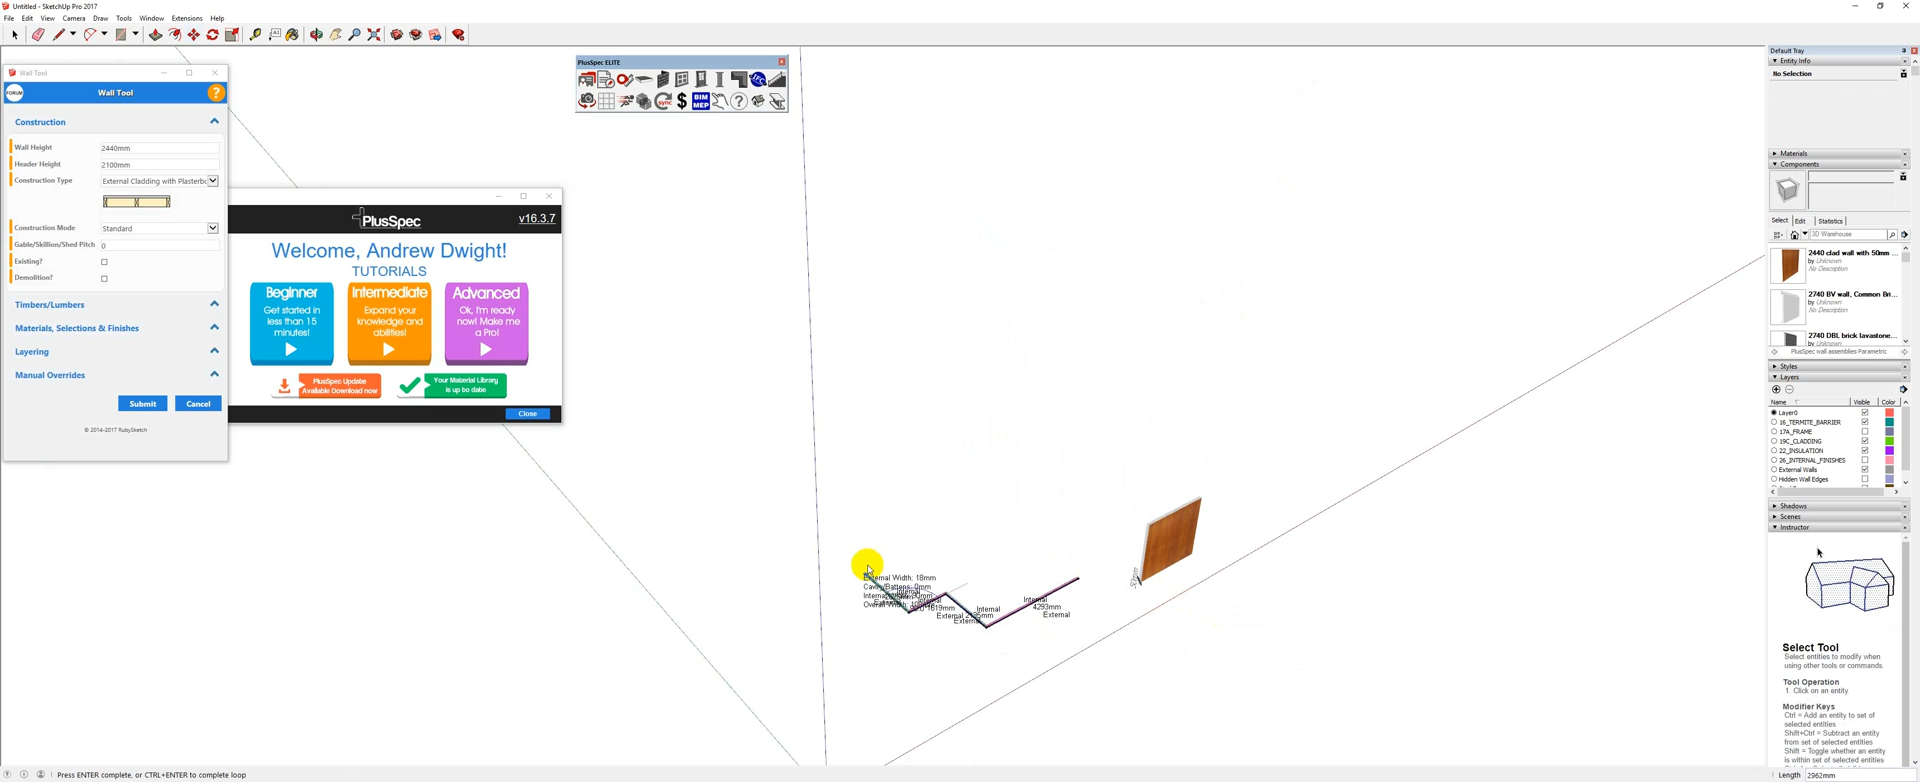 Untitled - SketchUp Pro 2017
File Edit View Camera Draw Tools Window Extensions Help
Wall Tool
FORUM Wall Tool ?
Construction
Wall Height 2440mm
Header Height 2100mm
Construction Type External Cladding with Plasterbo
Construction Mode Standard
Gable/Skillion/Shed Pitch 0
Existing?
Demolition?
Timbers/Lumbers
Materials, Selections & Finishes
Layering
Manual Overrides
Submit Cancel
© 2014-2017 RubySketch
PlusSpec v16.3.7
Welcome, Andrew Dwight!
TUTORIALS
Beginner
Get started in
less than 15
minutes!
Intermediate
Expand your
knowledge and
abilities!
Advanced
Ok, I'm ready
now! Make me
a Pro!
PlusSpec Update
Available Download now
Your Material Library
is up to date
Close
PlusSpec ELITE
IFC
sync $ BIM MEP ?
External Width: 18mm
Cavity/Battens: 0mm
Internal
External
Internal
External
Internal
4293mm
External
Default Tray
Entity Info
No Selection
Materials
Components
Select Edit Statistics
3D Warehouse
2440 clad wall with 50mm ...
by Unknown
No Description
2740 BV wall, Common Bri...
by Unknown
No Description
2740 DBL brick lavastone...
by Unknown
PlusSpec wall assemblies Parametric
Styles
Layers
Name Visible Color
Layer0
16_TERMITE_BARRIER
17A_FRAME
19C_CLADDING
22_INSULATION
26_INTERNAL_FINISHES
External Walls
Hidden Wall Edges
Shadows
Scenes
Instructor
Select Tool
Select entities to modify when
using other tools or commands.
Tool Operation
1. Click on an entity.
Modifier Keys
Ctrl = Add an entity to set of
selected entities
Shift+Ctrl = Subtract an entity
from set of selected entities
Shift = Toggle whether an entity
is within set of selected entities
Press ENTER complete, or CTRL+ENTER to complete loop
Length 2962mm